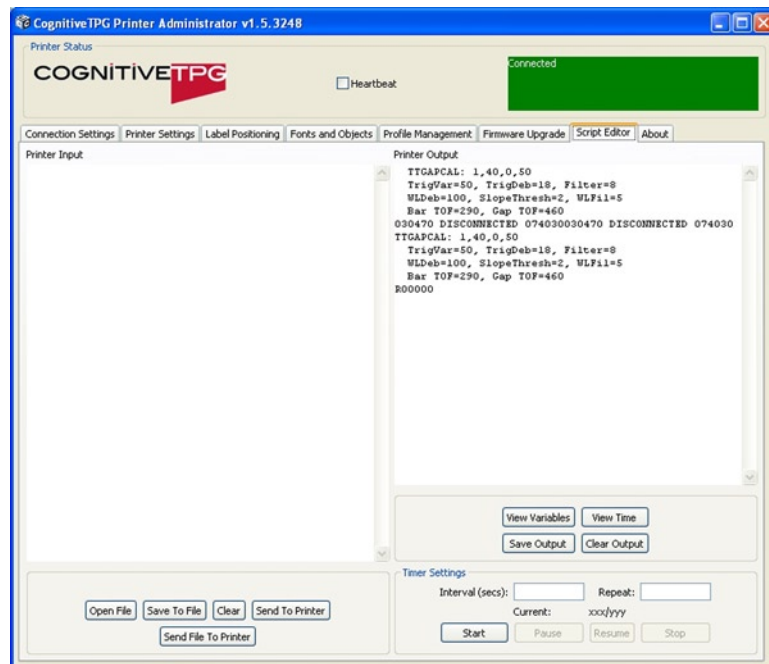 CognitiveTPG Printer Administrator v1.5.3248
Printer Status
COGNITIVETPG
Heartbeat
Connected
Connection Settings Printer Settings Label Positioning Fonts and Objects Profile Management Firmware Upgrade Script Editor About
Printer Input
Printer Output
TTGAPCAL: 1,40,0,50
TrigVar=50, TrigDeb=18, Filter=8
WLDeb=100, SlopeThresh=2, WLFil=5
Bar TOF=290, Gap TOF=460
030470 DISCONNECTED 074030030470 DISCONNECTED 074030
TTGAPCAL: 1,40,0,50
TrigVar=50, TrigDeb=18, Filter=8
WLDeb=100, SlopeThresh=2, WLFil=5
Bar TOF=290, Gap TOF=460
R00000
View Variables View Time
Save Output Clear Output
Open File Save To File Clear Send To Printer
Send File To Printer
Timer Settings
Interval (secs): Repeat:
Current: xxx/yyy
Start Pause Resume Stop